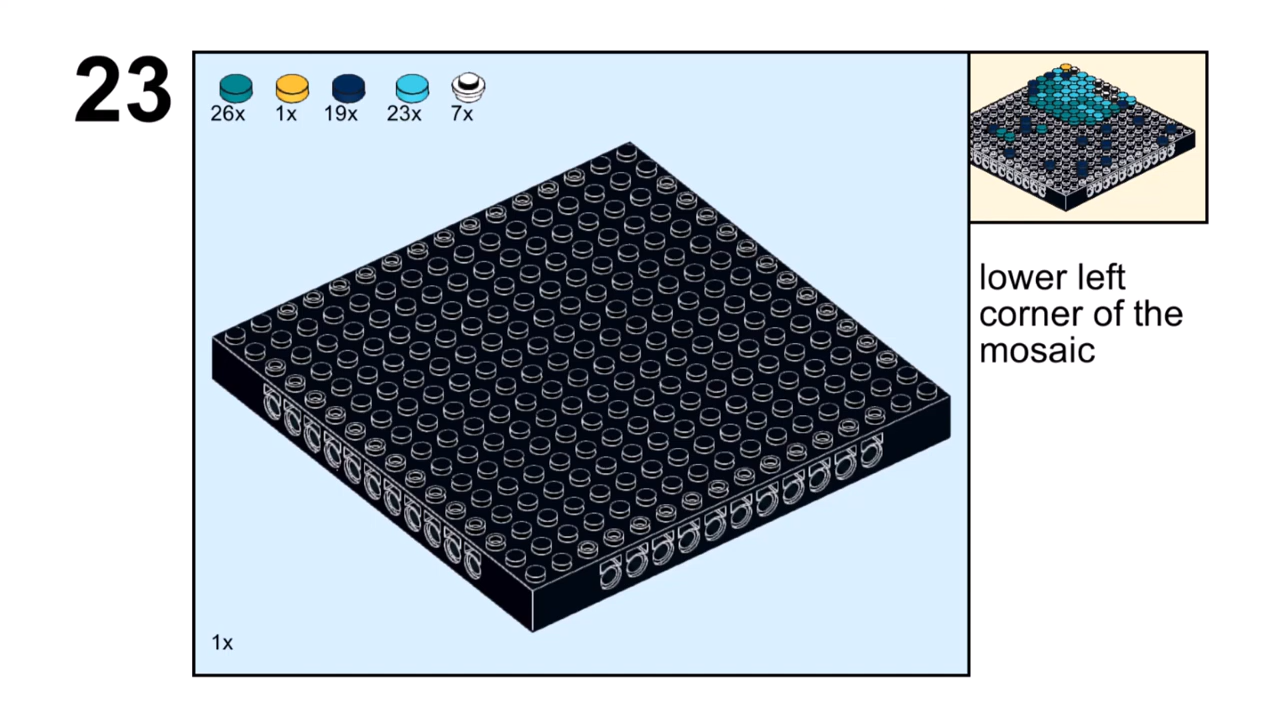 23
26x 1x 19x 23x 7x
lower left
corner of the
mosaic
1x